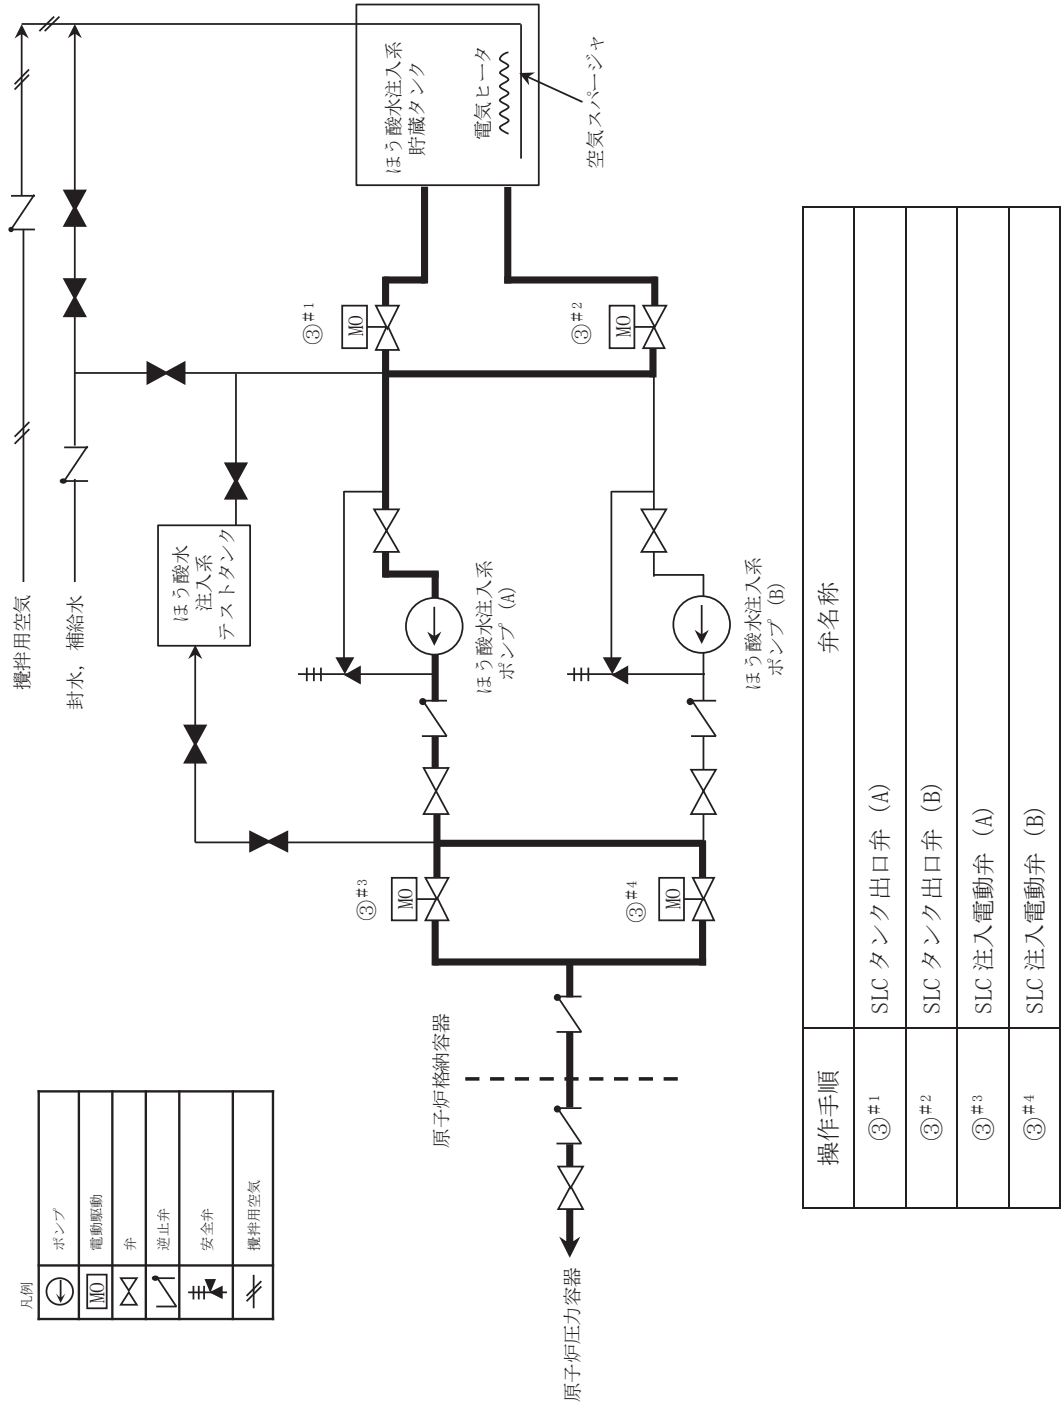 攪拌用空気
封水，補給水
ほう酸水注入系
貯蔵タンク
電気ヒータ
空気スパージャ
③#1
MO
③#2
MO
ほう酸水
注入系
テストタンク
ほう酸水注入系
ポンプ(A)
ほう酸水注入系
ポンプ(B)
③#3
MO
③#4
MO
原子炉格納容器
原子炉圧力容器
凡例
ポンプ
MO 電動駆動
弁
逆止弁
安全弁
攪拌用空気
操作手順 弁名称
③#1 SLC タンク出口弁（A）
③#2 SLC タンク出口弁（B）
③#3 SLC 注入電動弁（A）
③#4 SLC 注入電動弁（B）